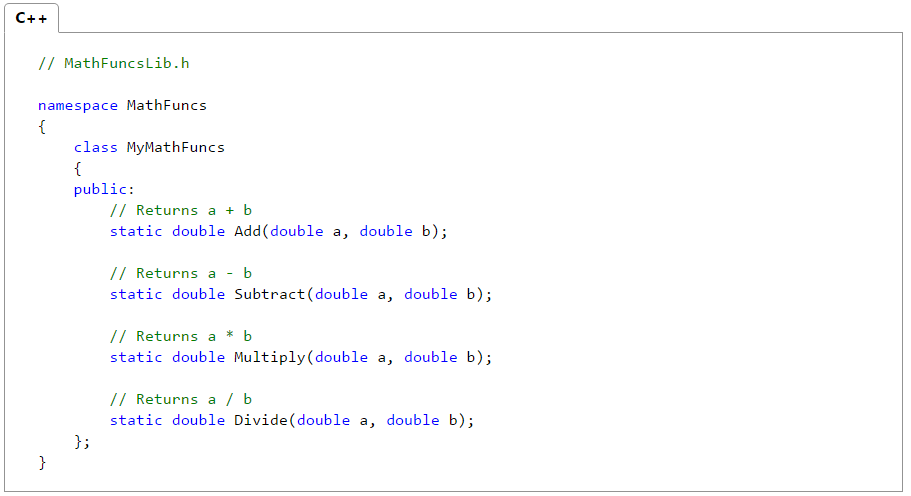 C++
// MathFuncsLib.h
namespace MathFuncs
{
    class MyMathFuncs
    {
    public:
        // Returns a + b
        static double Add(double a, double b);
        // Returns a - b
        static double Subtract(double a, double b);
        // Returns a * b
        static double Multiply(double a, double b);
        // Returns a / b
        static double Divide(double a, double b);
    };
}